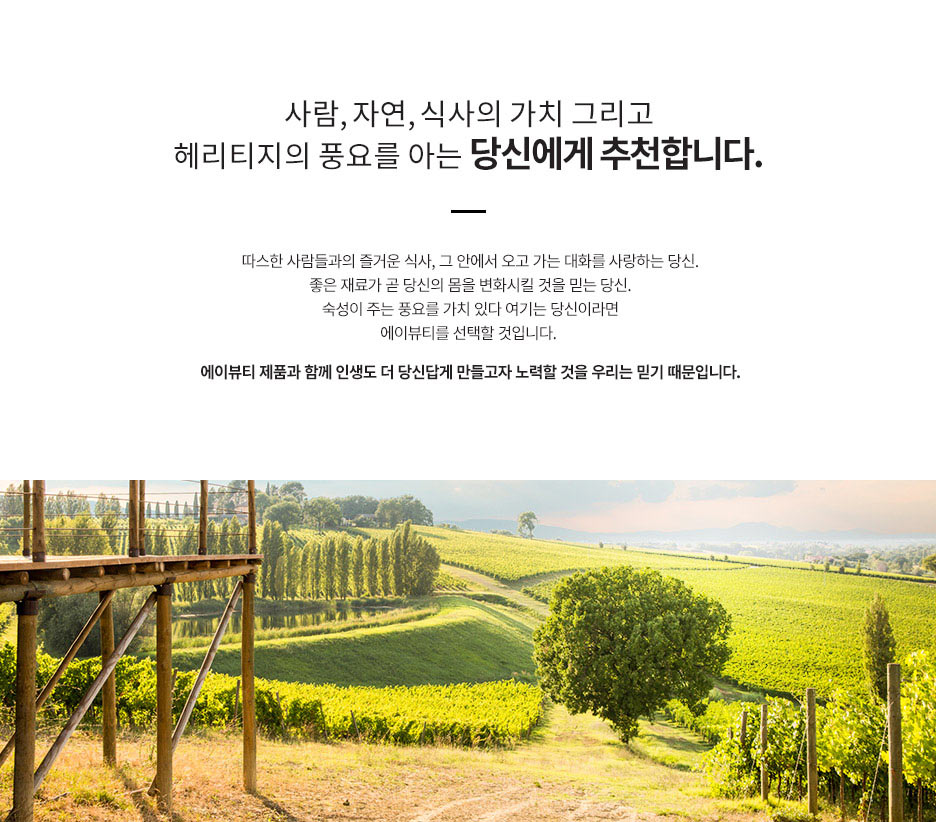 사람, 자연, 식사의 가치 그리고
헤리티지의 풍요를 아는 당신에게 추천합니다.
따스한 사람들과의 즐거운 식사, 그 안에서 오고 가는 대화를 사랑하는 당신.
좋은 재료가 곧 당신의 몸을 변화시킬 것을 믿는 당신.
숙성이 주는 풍요를 가치 있다 여기는 당신이라면
에이뷰티를 선택할 것입니다.
에이뷰티 제품과 함께 인생도 더 당신답게 만들고자 노력할 것을 우리는 믿기 때문입니다.